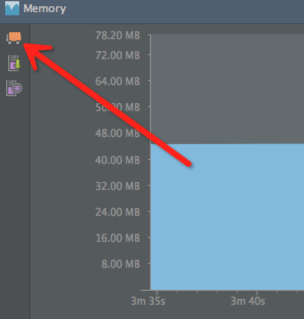 Memory
78.20 MB
72.00 MB
64.00 MB
56.00 MB
48.00 MB
40.00 MB
32.00 MB
24.00 MB
16.00 MB
8.00 MB
3m 35s
3m 40s